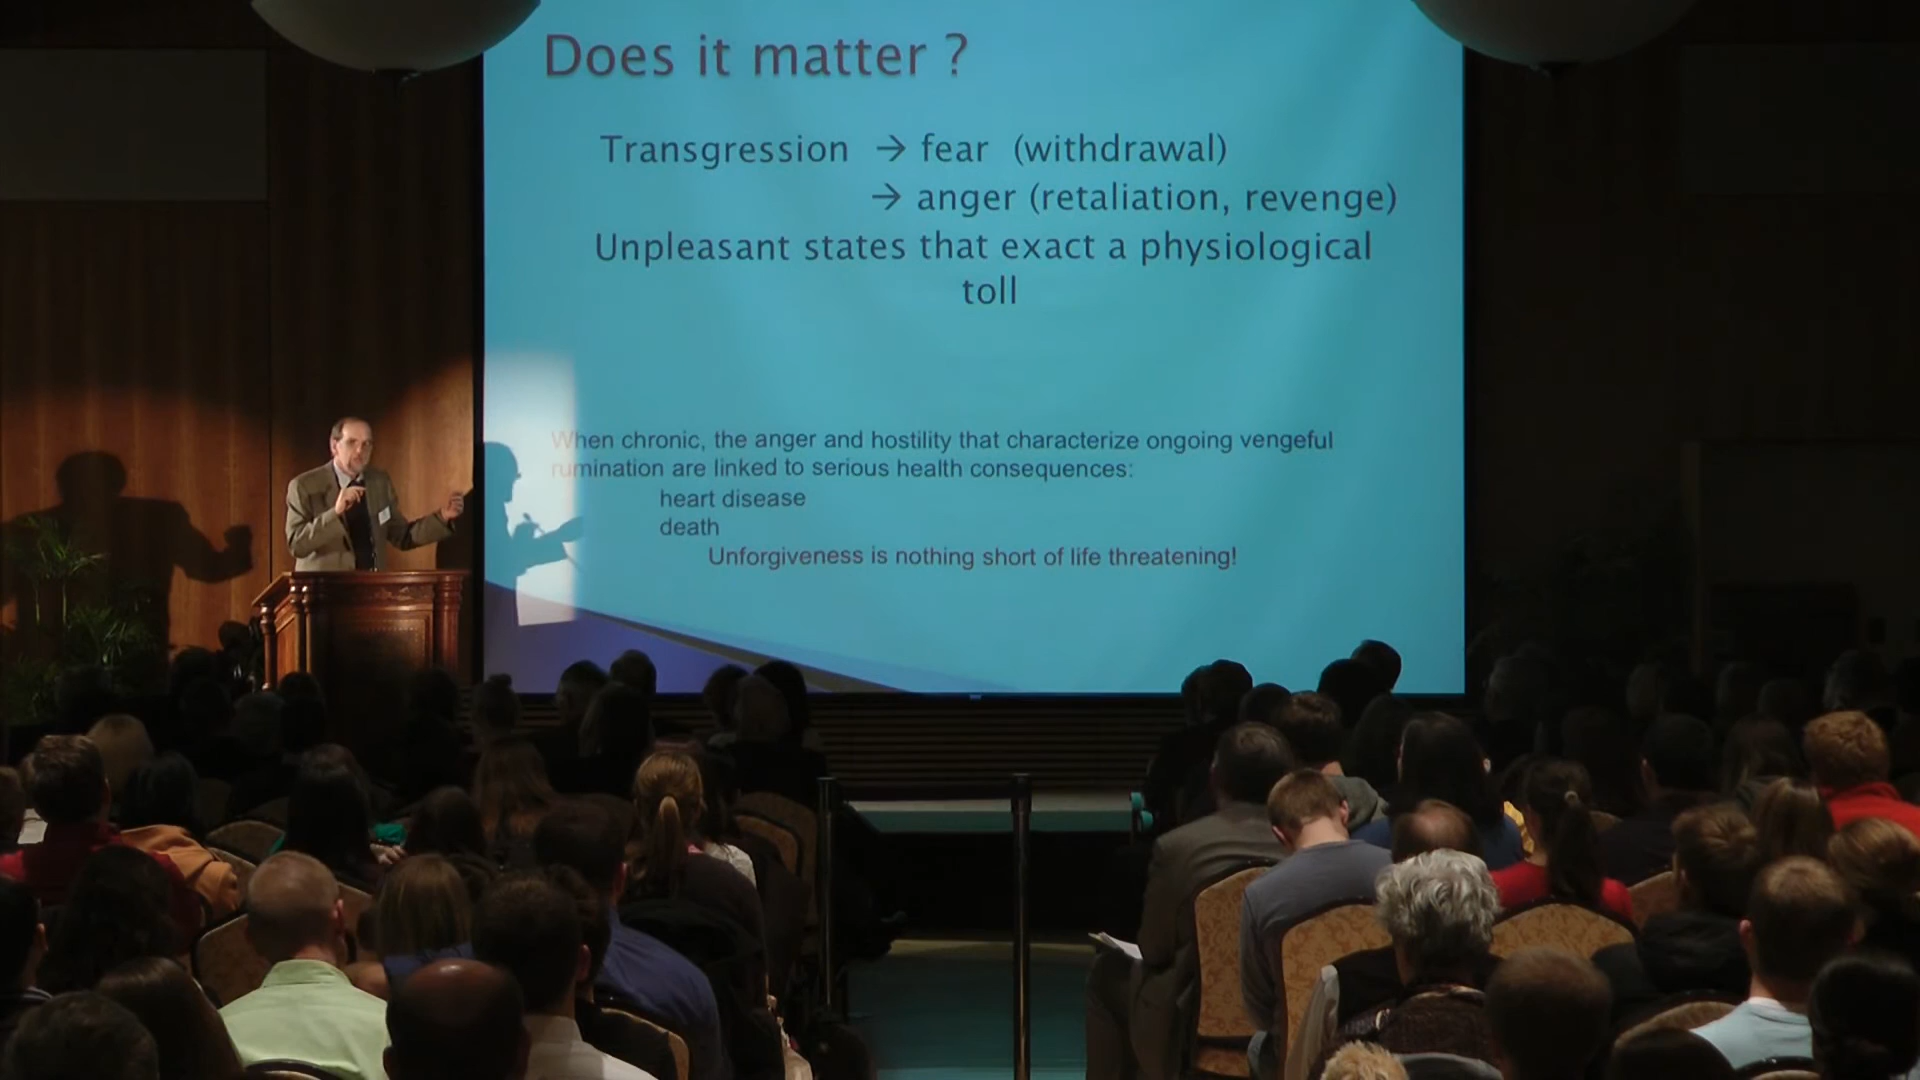 Does it matter ?
Transgression → fear (withdrawal)
→ anger (retaliation, revenge)
Unpleasant states that exact a physiological
toll
When chronic, the anger and hostility that characterize ongoing vengeful
rumination are linked to serious health consequences:
heart disease
death
Unforgiveness is nothing short of life threatening!